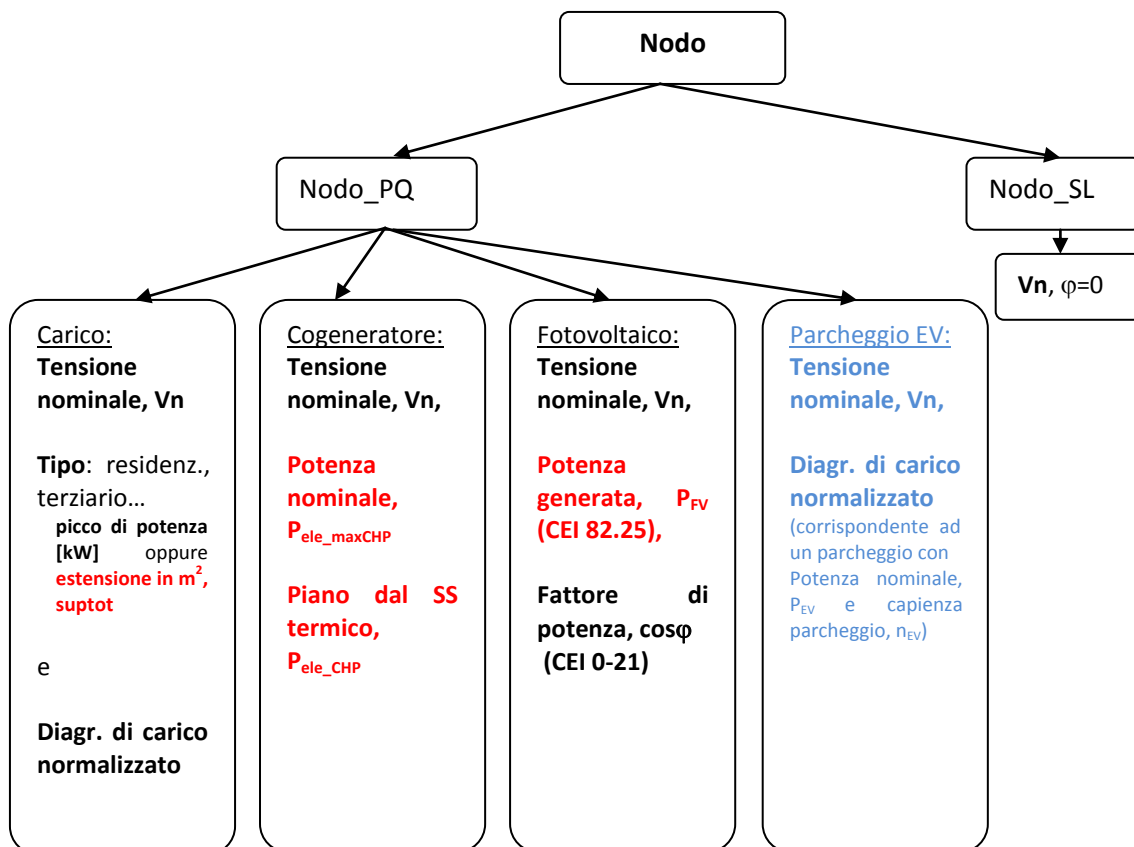 Nodo
Nodo_PQ
Nodo_SL
Vn, φ=0
Carico:
Tensione
nominale, Vn
Tipo: residenz.,
terziario…
picco di potenza
[kW] oppure
estensione in m²,
suptot
e
Diagr. di carico
normalizzato
Cogeneratore:
Tensione
nominale, Vn,
Potenza
nominale,
Pele_maxCHP
Piano dal SS
termico,
Pele_CHP
Fotovoltaico:
Tensione
nominale, Vn,
Potenza
generata, PFV
(CEI 82.25),
Fattore di
potenza, cosφ
(CEI 0-21)
Parcheggio EV:
Tensione
nominale, Vn,
Diagr. di carico
normalizzato
(corrispondente ad
un parcheggio con
Potenza nominale,
PEV e capienza
parcheggio, nEV)